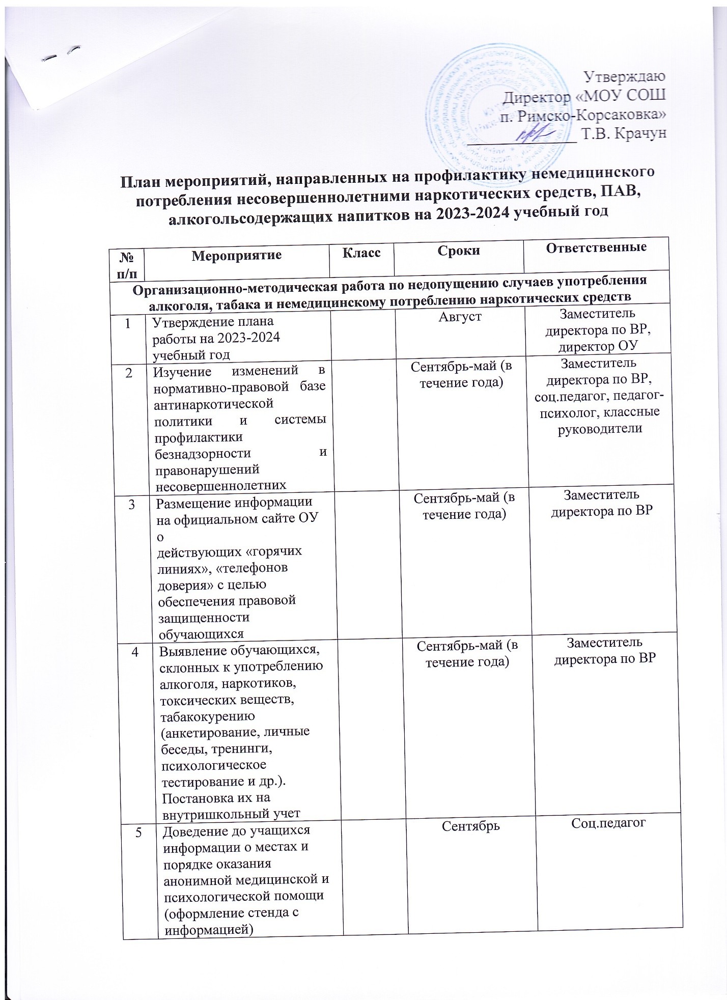 Утверждаю
Директор «МОУ СОШ
п. Римско-Корсаковка»
Т.В. Крачун
План мероприятий, направленных на профилактику немедицинского
потребления несовершеннолетними наркотических средств, ПАВ,
алкогольсодержащих напитков на 2023-2024 учебный год
№ п/п
Мероприятие
Класс
Сроки
Ответственные
Организационно-методическая работа по недопущению случаев употребления
алкоголя, табака и немедицинскому потреблению наркотических средств
1
Утверждение плана
работы на 2023-2024
учебный год
Август
Заместитель
директора по ВР,
директор ОУ
2
Изучение изменений в
нормативно-правовой базе
антинаркотической
политики и системы
профилактики
безнадзорности и
правонарушений
несовершеннолетних
Сентябрь-май (в
течение года)
Заместитель
директора по ВР,
соц.педагог, педагог-
психолог, классные
руководители
3
Размещение информации
на официальном сайте ОУ
о
действующих «горячих
линиях», «телефонов
доверия» с целью
обеспечения правовой
защищенности
обучающихся
Сентябрь-май (в
течение года)
Заместитель
директора по ВР
4
Выявление обучающихся,
склонных к употреблению
алкоголя, наркотиков,
токсических веществ,
табакокурению
(анкетирование, личные
беседы, тренинги,
психологическое
тестирование и др.).
Постановка их на
внутришкольный учет
Сентябрь-май (в
течение года)
Заместитель
директора по ВР
5
Доведение до учащихся
информации о местах и
порядке оказания
анонимной медицинской и
психологической помощи
(оформление стенда с
информацией)
Сентябрь
Соц.педагог